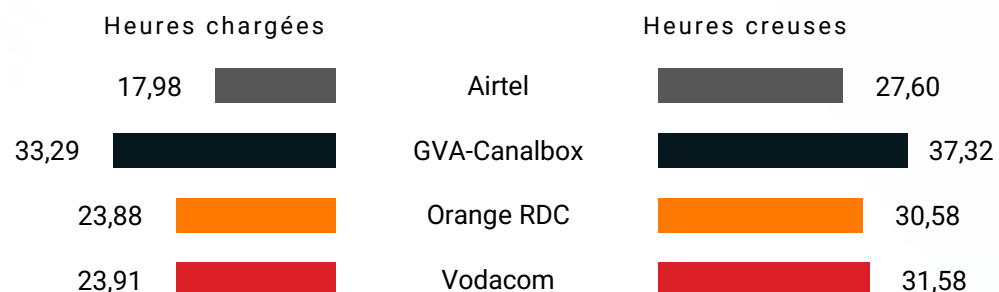 Heures chargées Heures creuses
17,98 Airtel 27,60
33,29 GVA-Canalbox 37,32
23,88 Orange RDC 30,58
23,91 Vodacom 31,58